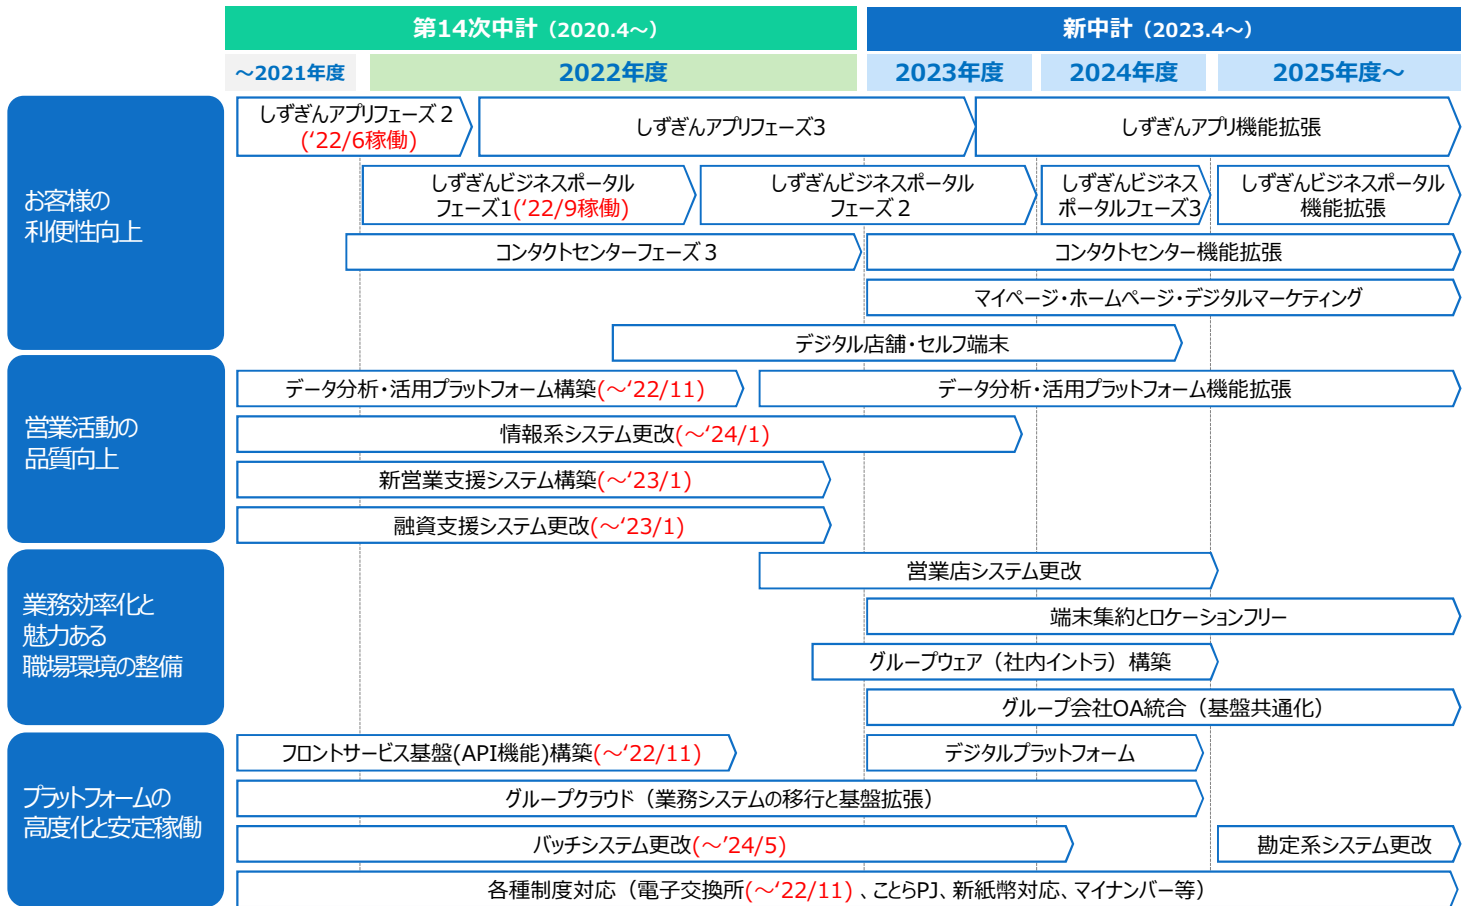 第14次中計（2020.4～）
新中計（2023.4～）
～2021年度
2022年度
2023年度
2024年度
2025年度～
お客様の
利便性向上
しずぎんアプリフェーズ２
(‘22/6稼働)
しずぎんアプリフェーズ3
しずぎんアプリ機能拡張
しずぎんビジネスポータル
フェーズ1(‘22/9稼働)
しずぎんビジネスポータル
フェーズ２
しずぎんビジネス
ポータルフェーズ3
しずぎんビジネスポータル
機能拡張
コンタクトセンターフェーズ３
コンタクトセンター機能拡張
マイページ・ホームページ・デジタルマーケティング
デジタル店舗・セルフ端末
営業活動の
品質向上
データ分析・活用プラットフォーム構築(～‘22/11)
データ分析・活用プラットフォーム機能拡張
情報系システム更改(～‘24/1)
新営業支援システム構築(～‘23/1)
融資支援システム更改(～‘23/1)
業務効率化と
魅力ある
職場環境の整備
営業店システム更改
端末集約とロケーションフリー
グループウェア（社内イントラ）構築
グループ会社OA統合（基盤共通化）
プラットフォームの
高度化と安定稼働
フロントサービス基盤(API機能)構築(～‘22/11)
デジタルプラットフォーム
グループクラウド（業務システムの移行と基盤拡張）
バッチシステム更改(～’24/5)
勘定系システム更改
各種制度対応（電子交換所(～‘22/11) 、ことらPJ、新紙幣対応、マイナンバー等）